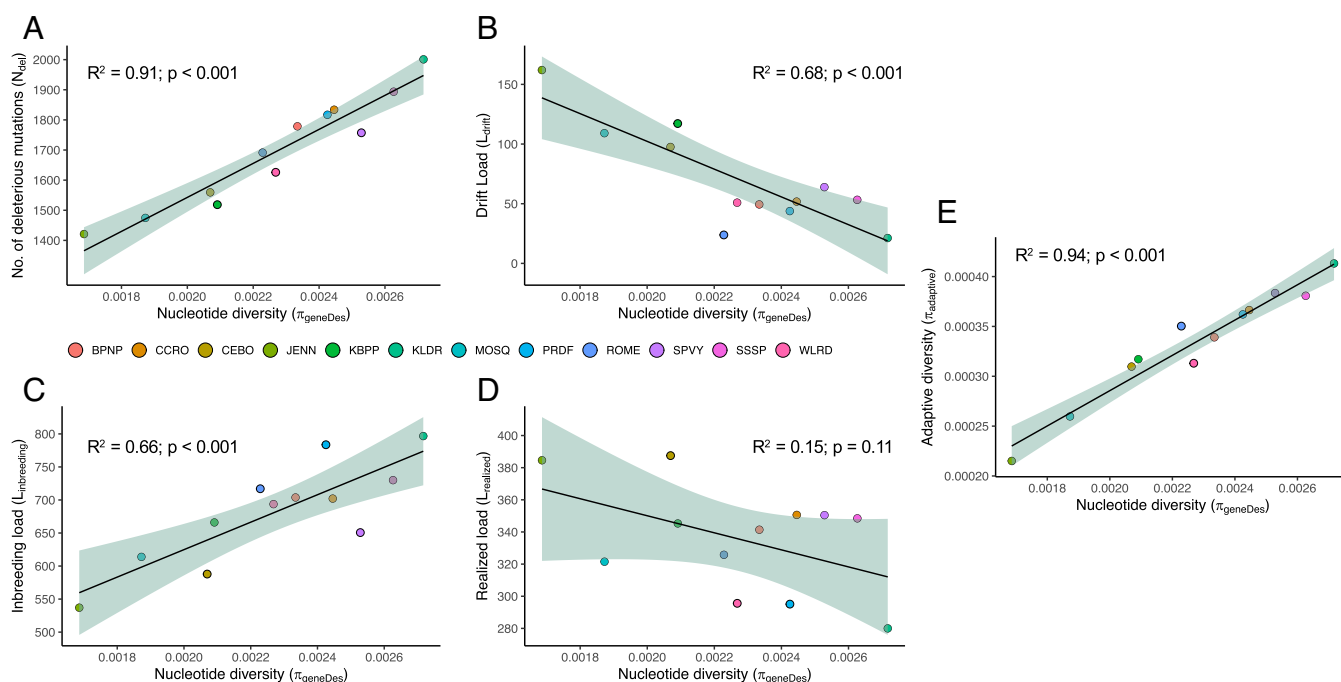 A
No. of deleterious mutations (Ndel)
R² = 0.91; p < 0.001
2000
1900
1800
1700
1600
1500
1400
0.0018 0.0020 0.0022 0.0024 0.0026
Nucleotide diversity (πgeneDes)
B
Drift Load (Ldrift)
R² = 0.68; p < 0.001
150
100
50
0
0.0018 0.0020 0.0022 0.0024 0.0026
Nucleotide diversity (πgeneDes)
BPNP CCRO CEBO JENN KBPP KLDR MOSQ PRDF ROME SPVY SSSP WLRD
C
Inbreeding load (Linbreeding)
R² = 0.66; p < 0.001
800
750
700
650
600
550
500
0.0018 0.0020 0.0022 0.0024 0.0026
Nucleotide diversity (πgeneDes)
D
Realized load (Lrealized)
R² = 0.15; p = 0.11
400
380
360
340
320
300
280
0.0018 0.0020 0.0022 0.0024 0.0026
Nucleotide diversity (πgeneDes)
E
Adaptive diversity (πadaptive)
R² = 0.94; p < 0.001
0.00040
0.00035
0.00030
0.00025
0.00020
0.0018 0.0020 0.0022 0.0024 0.0026
Nucleotide diversity (πgeneDes)